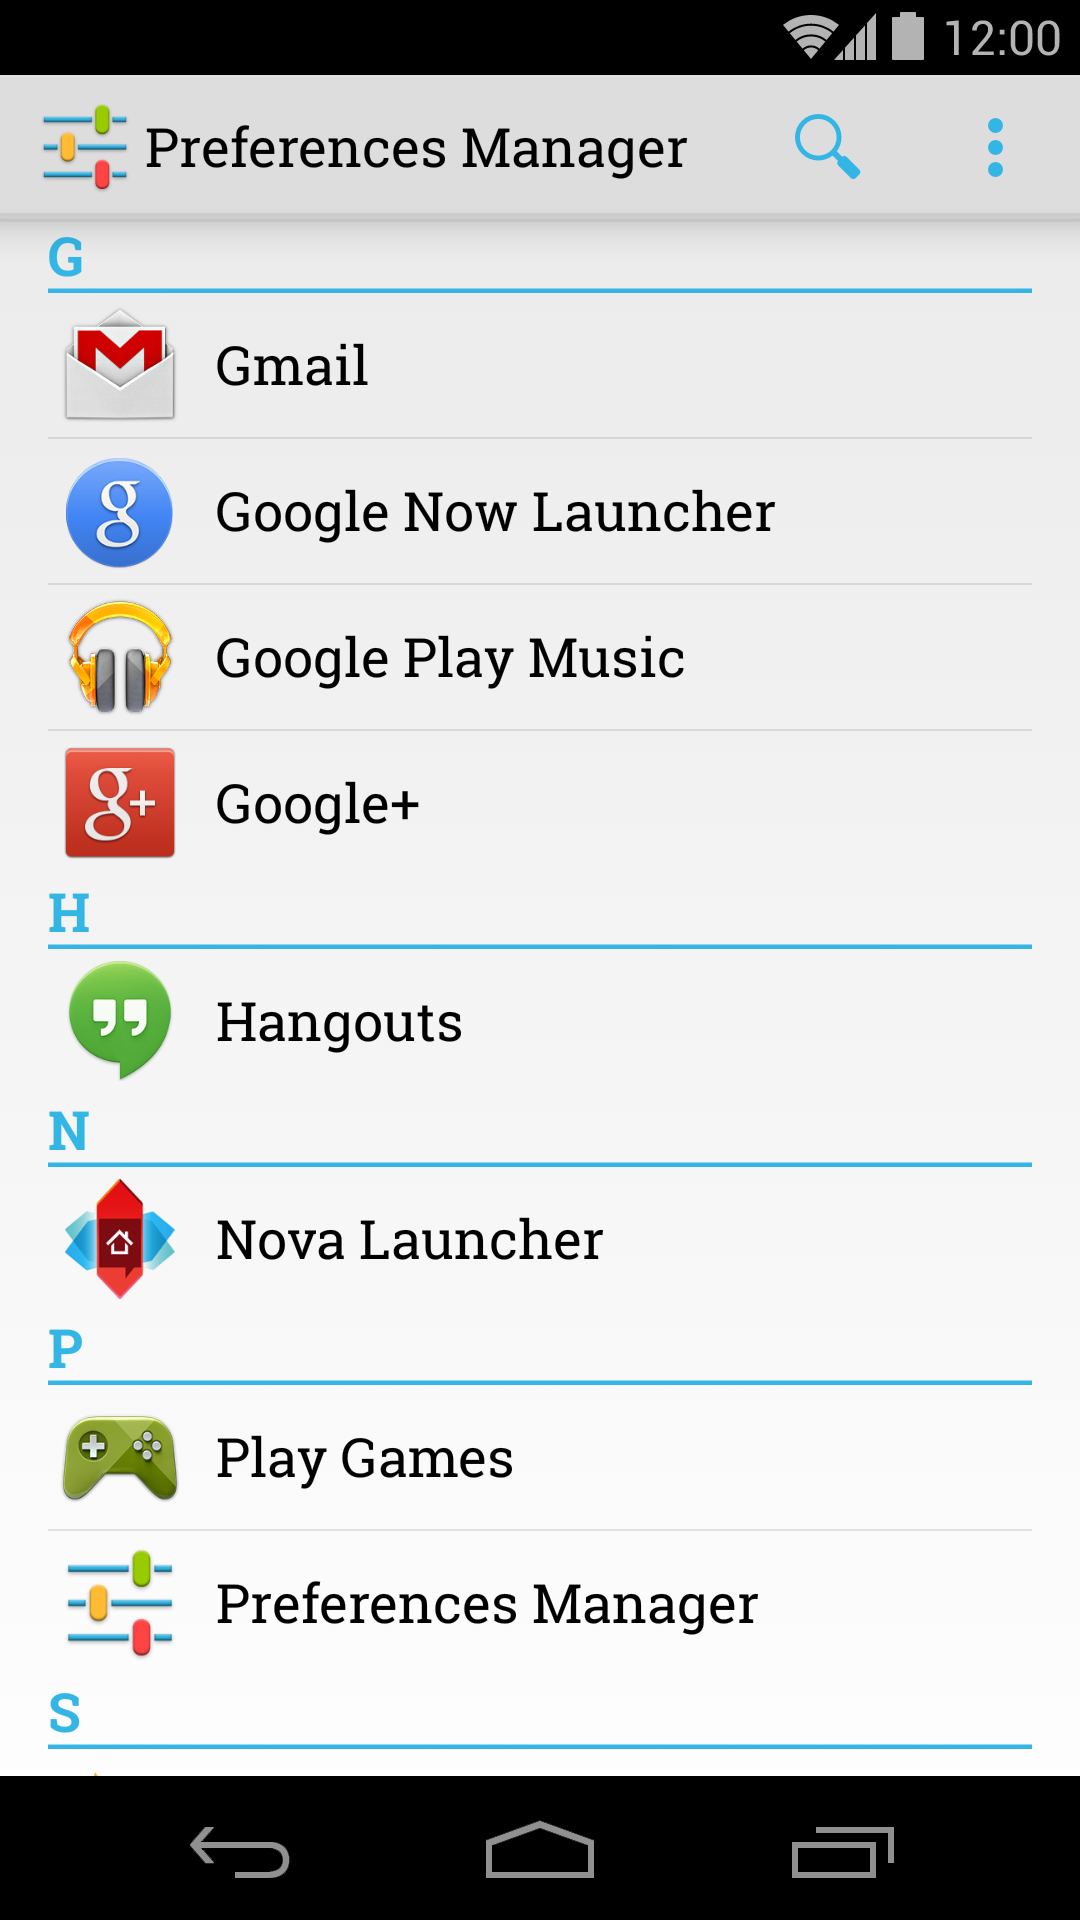 12:00
Preferences Manager
G
Gmail
Google Now Launcher
Google Play Music
Google+
H
Hangouts
N
Nova Launcher
P
Play Games
Preferences Manager
S